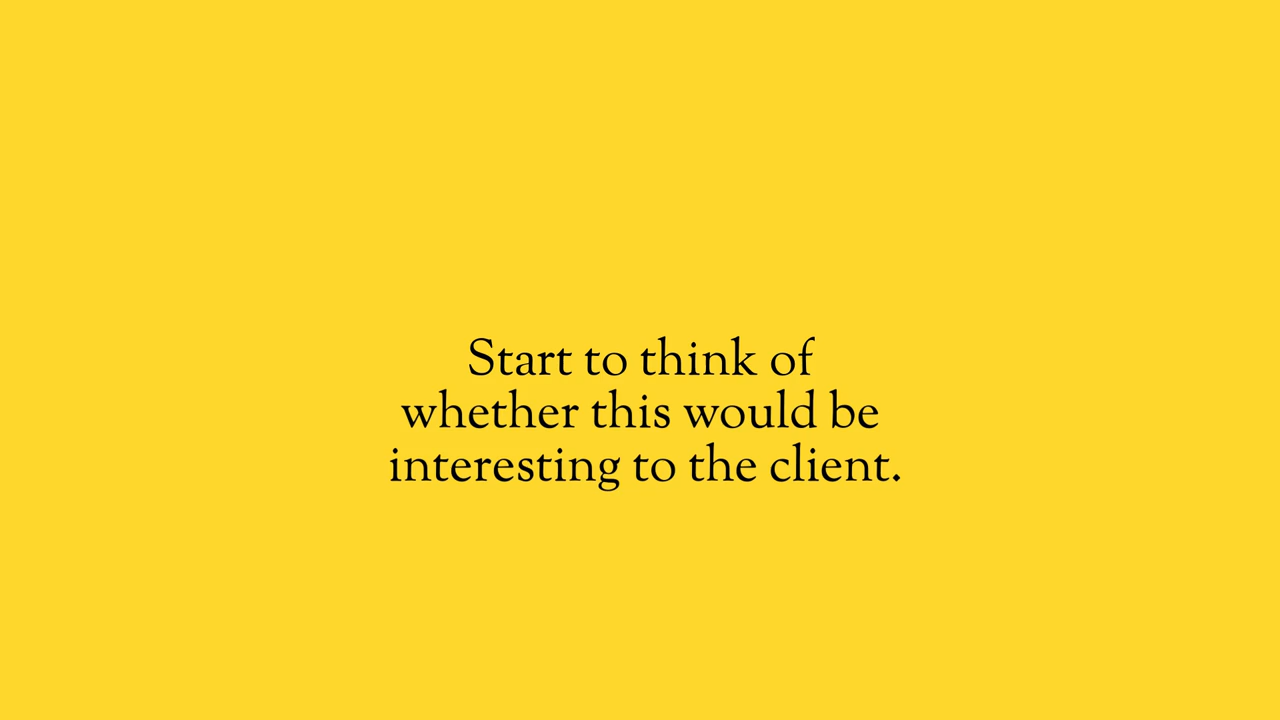 Start to think of
whether this would be
interesting to the client.